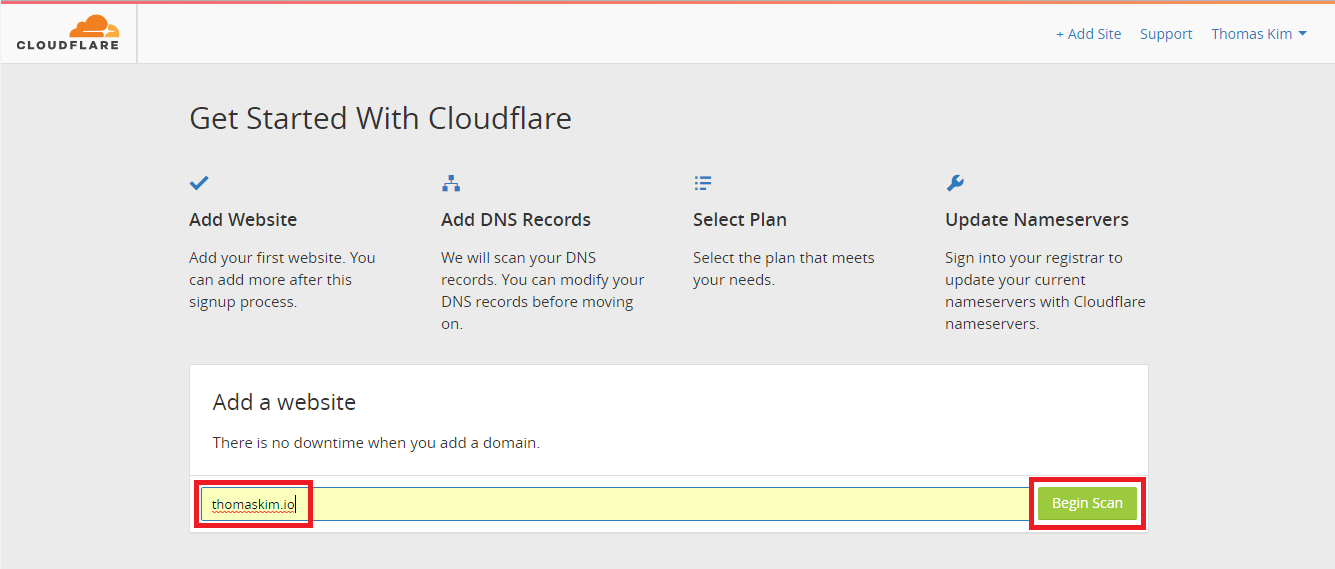 CLOUDFLARE
+ Add Site Support Thomas Kim
Get Started With Cloudflare
Add Website
Add your first website. You
can add more after this
signup process.
Add DNS Records
We will scan your DNS
records. You can modify your
DNS records before moving
on.
Select Plan
Select the plan that meets
your needs.
Update Nameservers
Sign into your registrar to
update your current
nameservers with Cloudflare
nameservers.
Add a website
There is no downtime when you add a domain.
thomaskim.io
Begin Scan